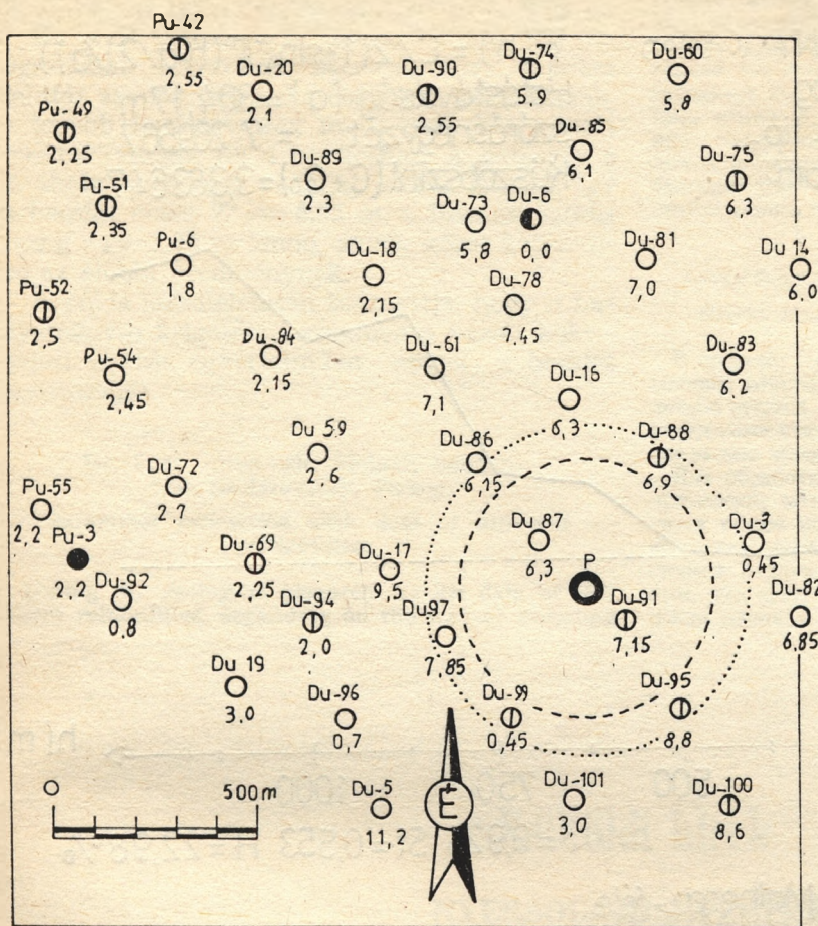 Pu-42
2,55
Du-20
2,1
Du-90
2,55
Du-74
5,9
Du-60
5,8
Pu-49
2,25
Du-85
6,1
Du-89
2,3
Du-75
6,3
Pu-51
2,35
Du-73
5,8
Du-6
0,0
Pu-6
1,8
Du-18
2,15
Du-81
7,0
Du 14
6,0
Pu-52
2,5
Du-78
7,45
Pu-54
2,45
Du-84
2,15
Du-61
7,1
Du-83
6,2
Du-16
6,3
Du 59
2,6
Du-86
6,15
Du-88
6,9
Du-72
2,7
Pu-55
2,2
Pu-3
2,2
Du-87
6,3
Du-3
0,45
Du-69
2,25
Du-17
9,5
P
Du-92
0,8
Du-94
2,0
Du-91
7,15
Du-82
6,85
Du97
7,85
Du 19
3,0
Du-96
0,7
Du-99
0,45
Du-95
8,8
500m
Du-5
11,2
É
Du-101
3,0
Du-100
8,6